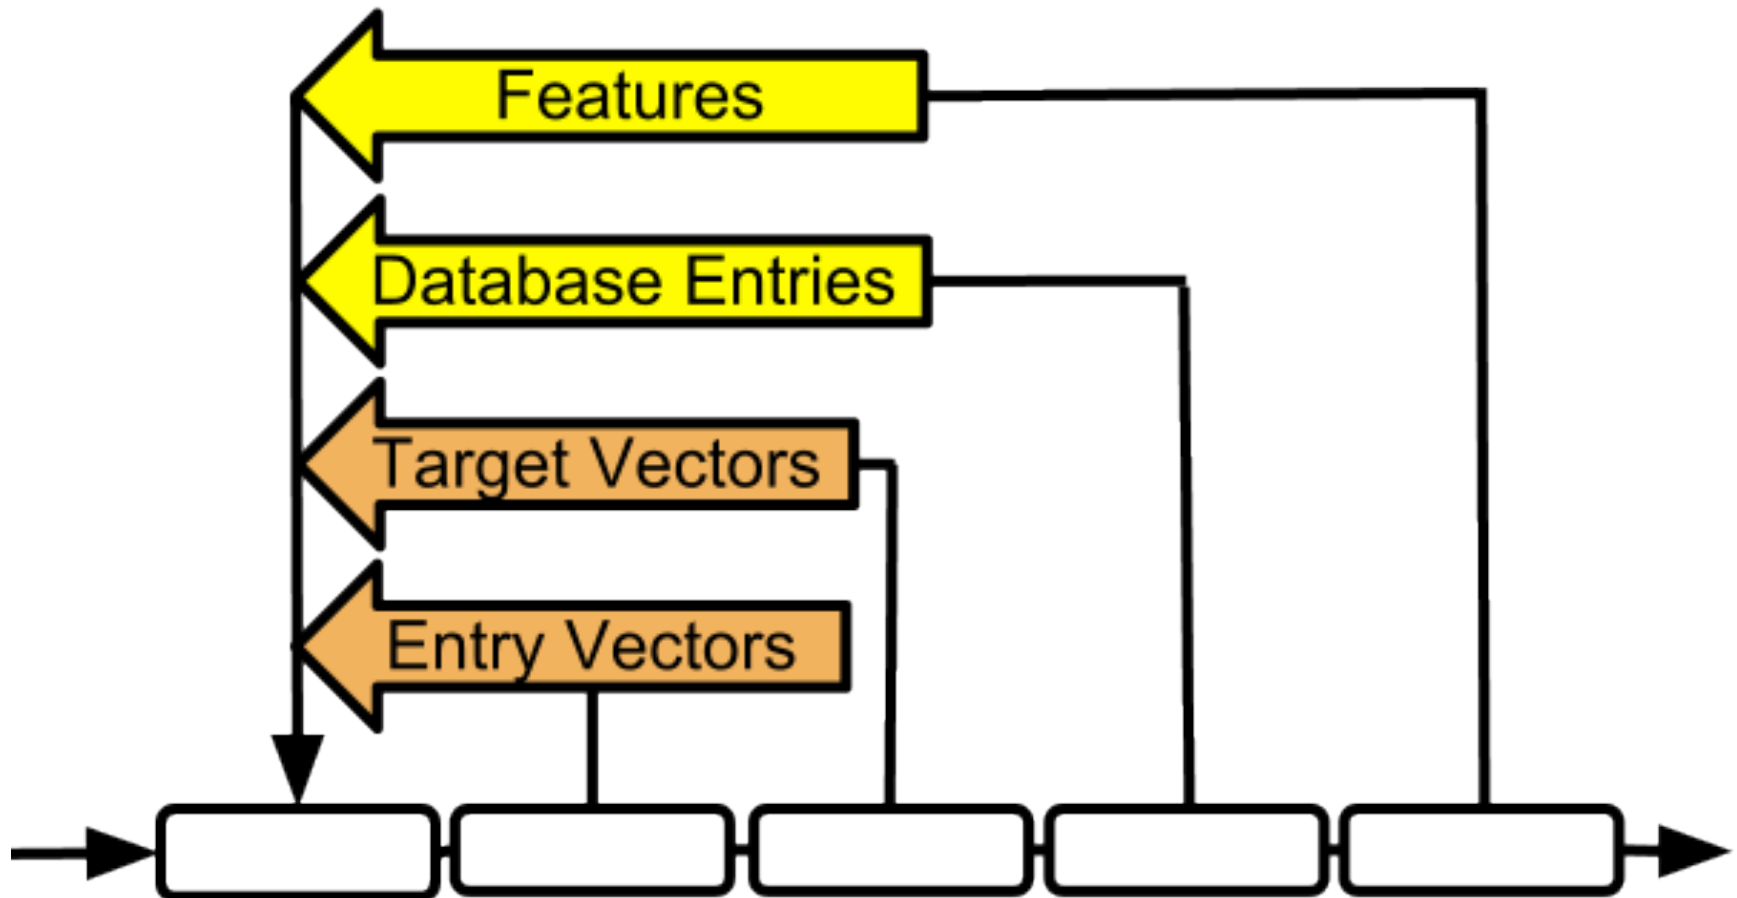 Features
Database Entries
Target Vectors
Entry Vectors